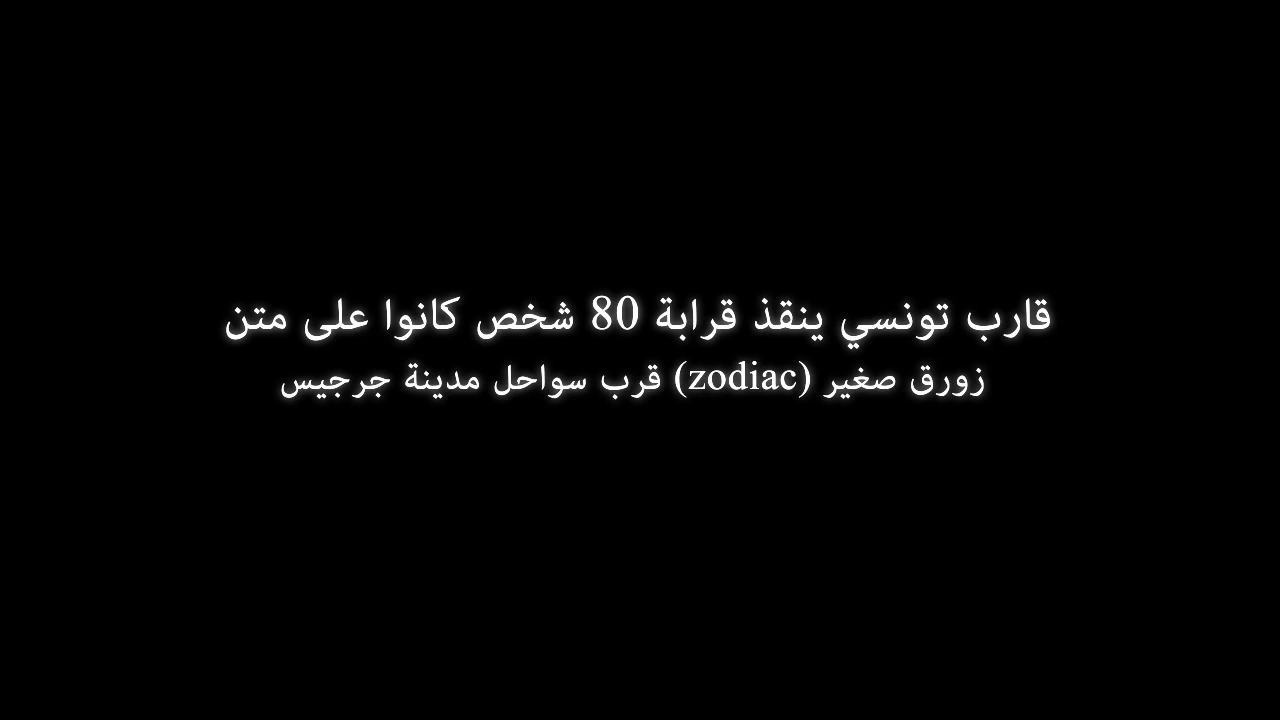 قارب تونسي ينقذ قرابة 80 شخص كانوا على متن
زورق صغير (zodiac) قرب سواحل مدينة جرجيس